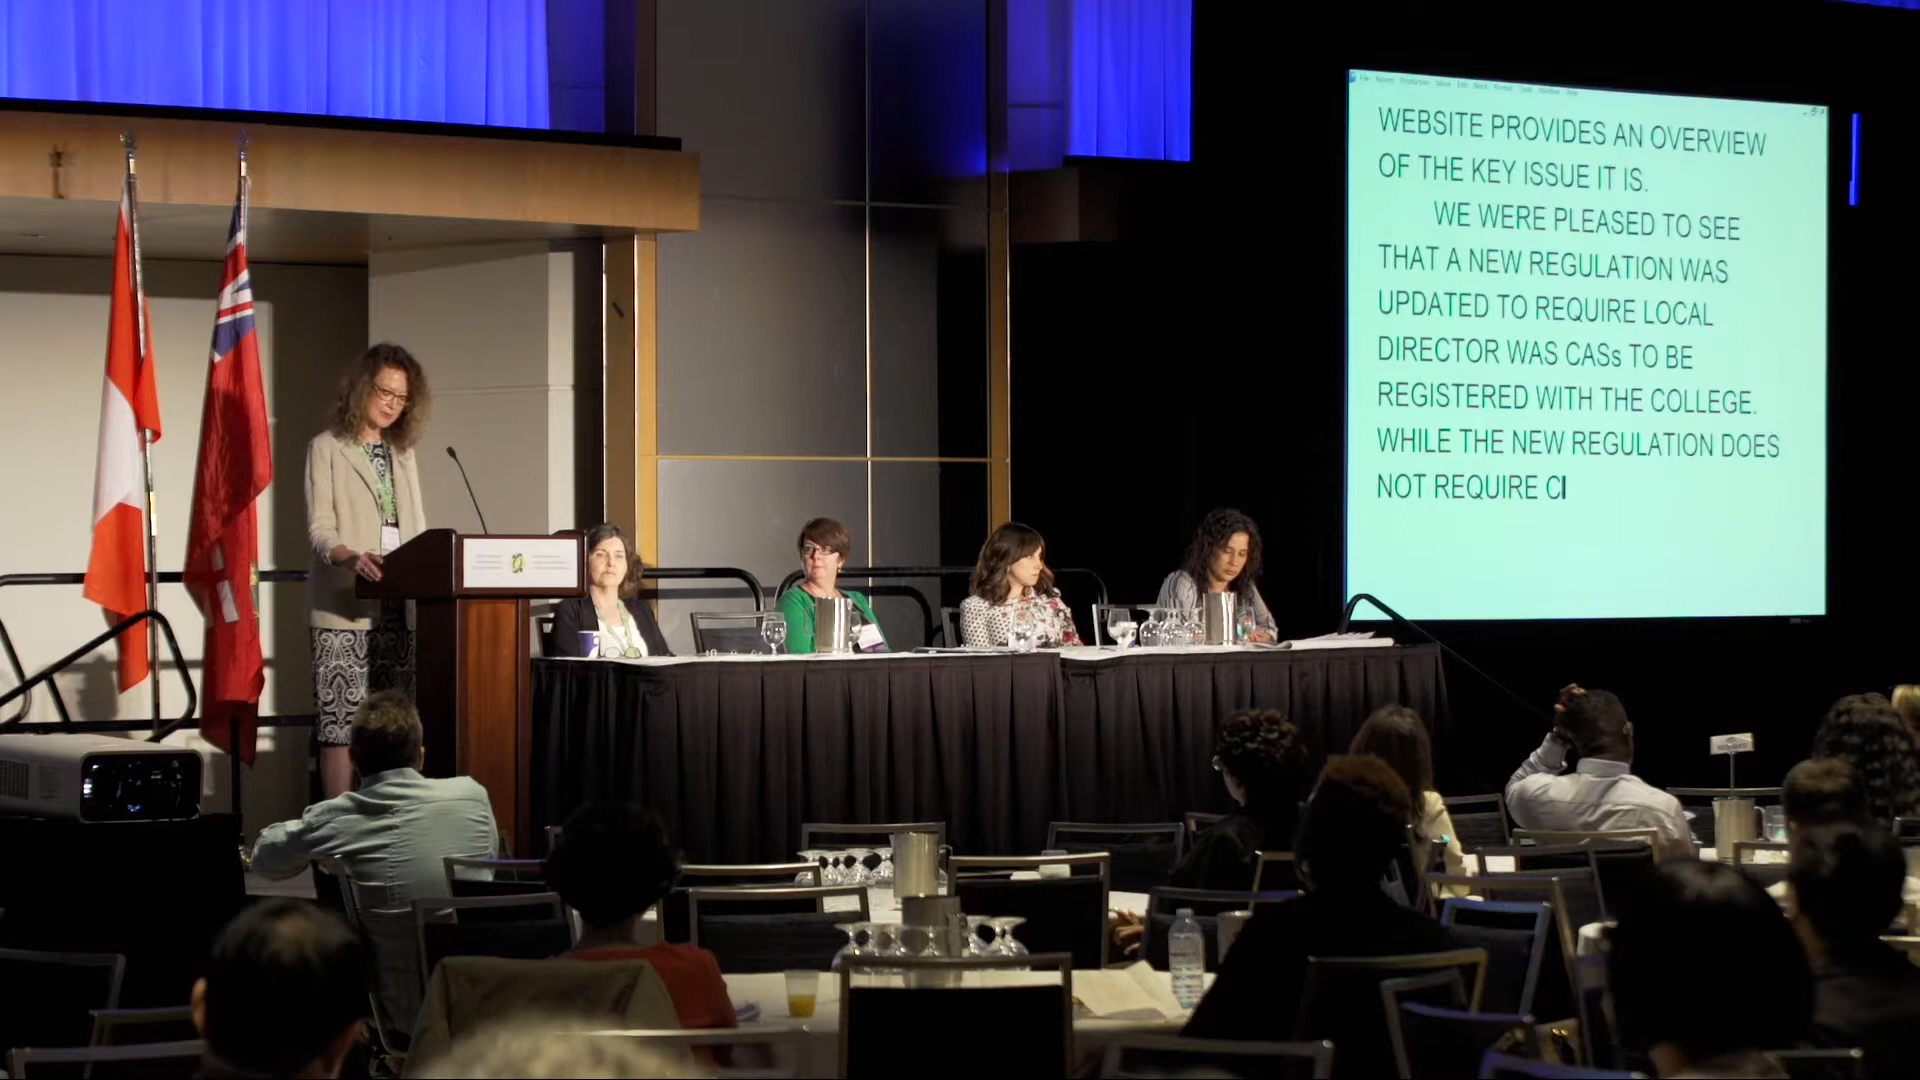 WEBSITE PROVIDES AN OVERVIEW
OF THE KEY ISSUE IT IS.
WE WERE PLEASED TO SEE
THAT A NEW REGULATION WAS
UPDATED TO REQUIRE LOCAL
DIRECTOR WAS CASs TO BE
REGISTERED WITH THE COLLEGE.
WHILE THE NEW REGULATION DOES
NOT REQUIRE CI